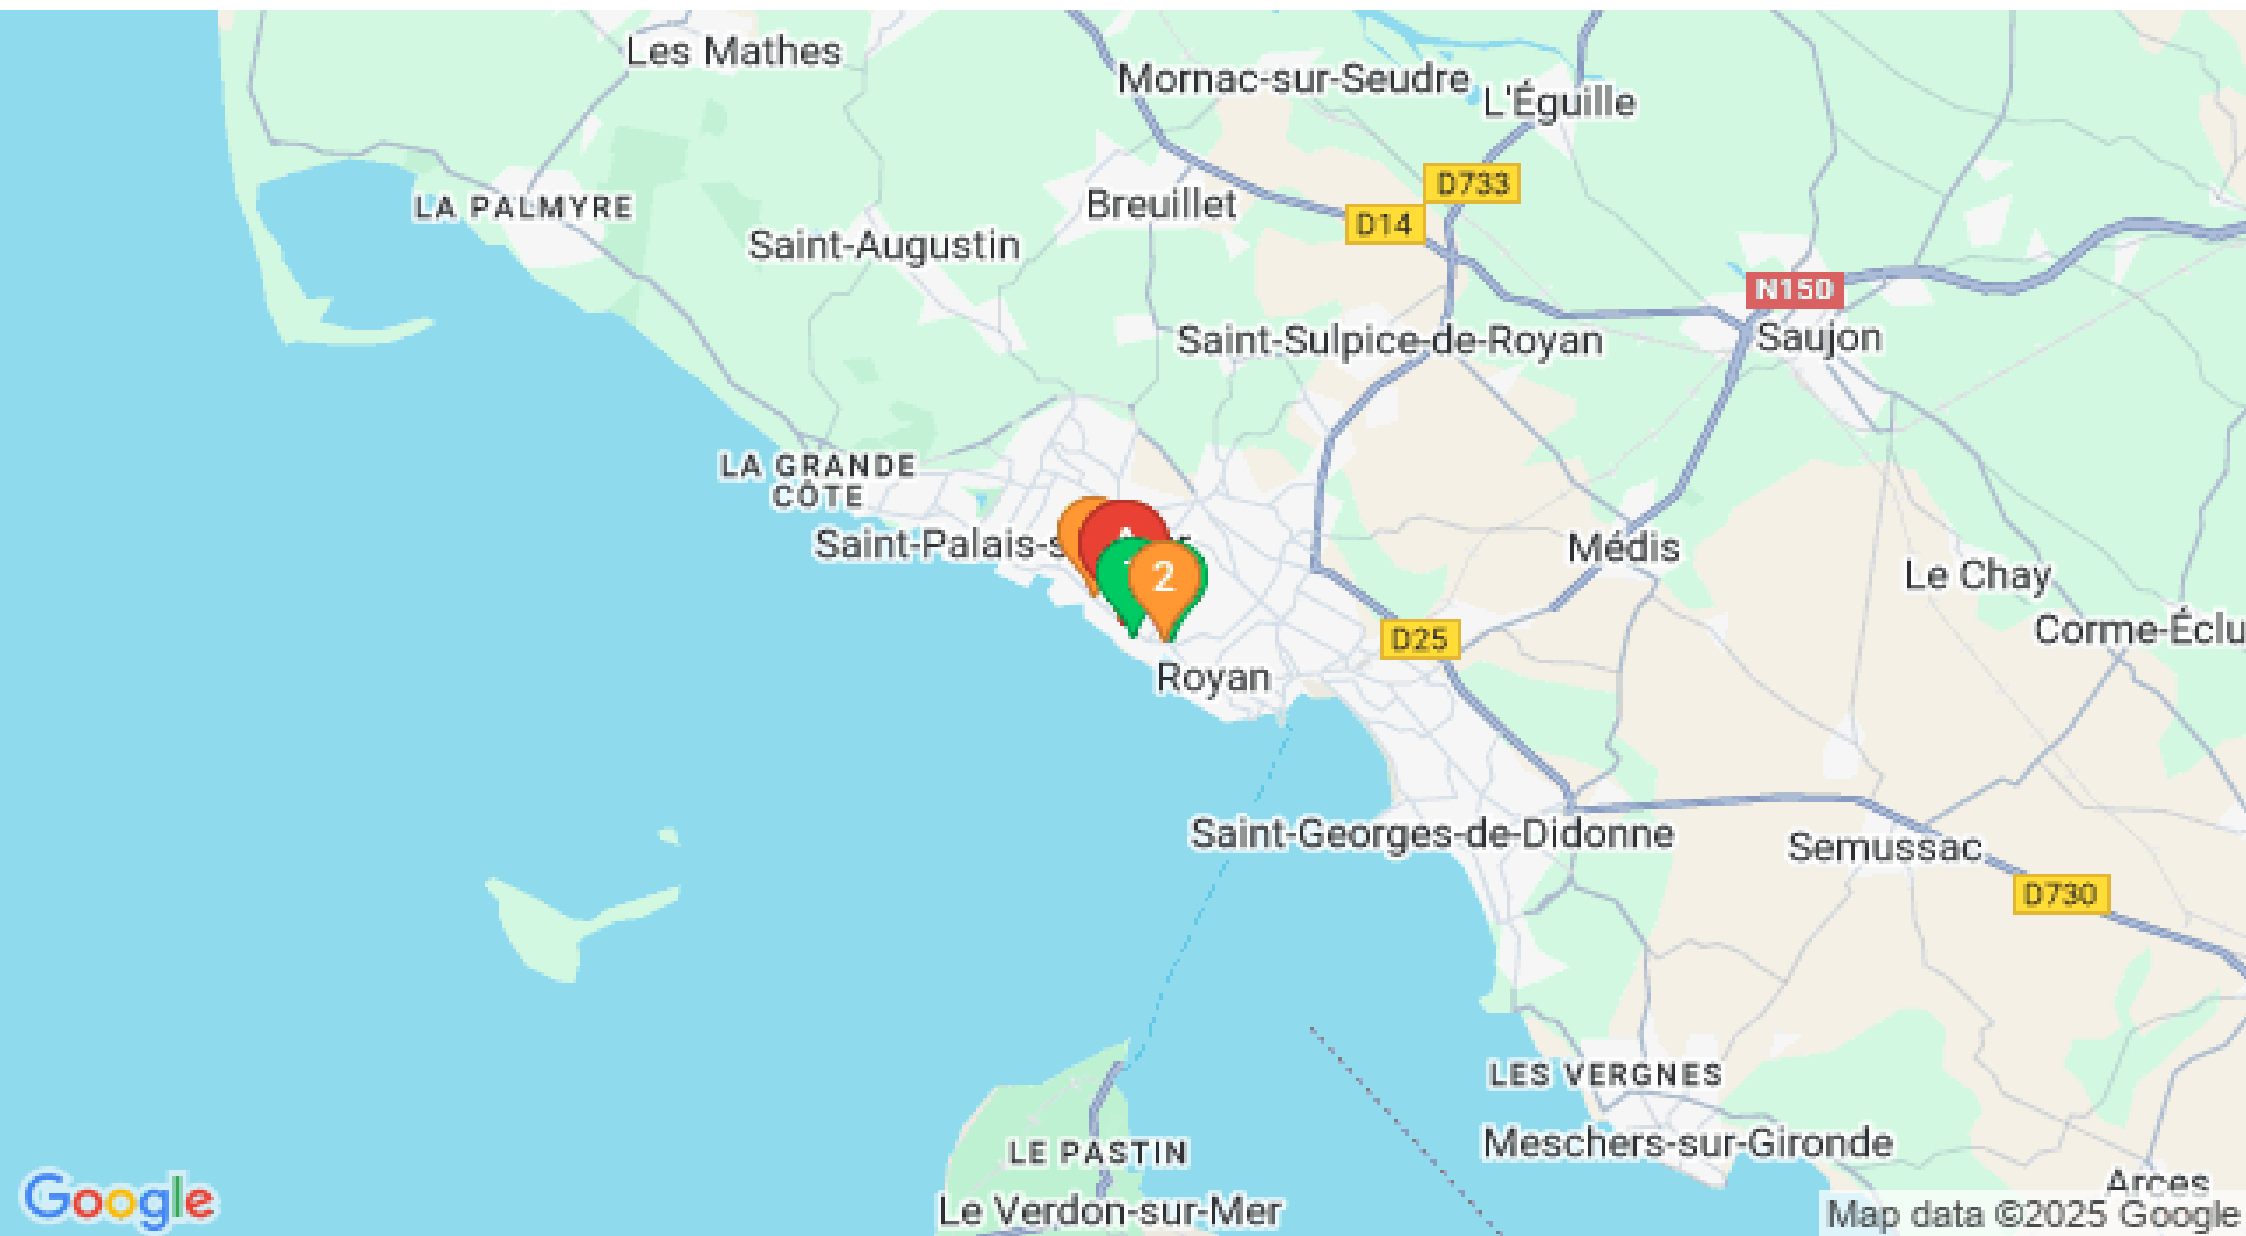 Les Mathes
Mornac-sur-Seudre
L'Éguille
D733
LA PALMYRE
Breuillet
D14
Saint-Augustin
N150
Saint-Sulpice-de-Royan
Saujon
LA GRANDE
CÔTE
Saint-Palais-s
r
Médis
2
Le Chay
Corme-Éclu
D25
Royan
Saint-Georges-de-Didonne
Semussac
D730
LES VERGNES
LE PASTIN
Meschers-sur-Gironde
Arces
Le Verdon-sur-Mer
Google
Map data ©2025 Google